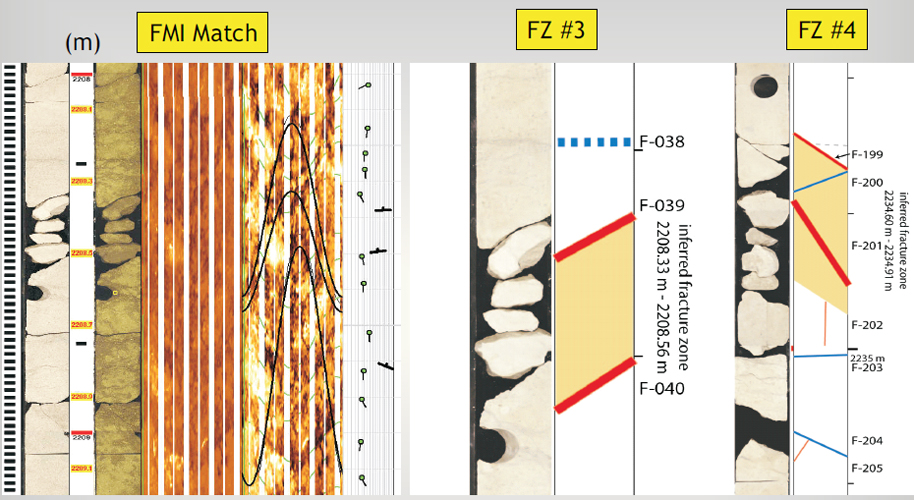 FMI Match
FZ #3
FZ #4
(m)
2208
2208.1
2208.3
2208.5
2208.7
2208.9
2209
2209.1
F-038
F-039
inferred fracture zone
2208.33 m - 2208.56 m
F-040
F-199
F-200
F-201
inferred fracture zone
2234.60 m - 2234.91 m
F-202
2235 m
F-203
F-204
F-205